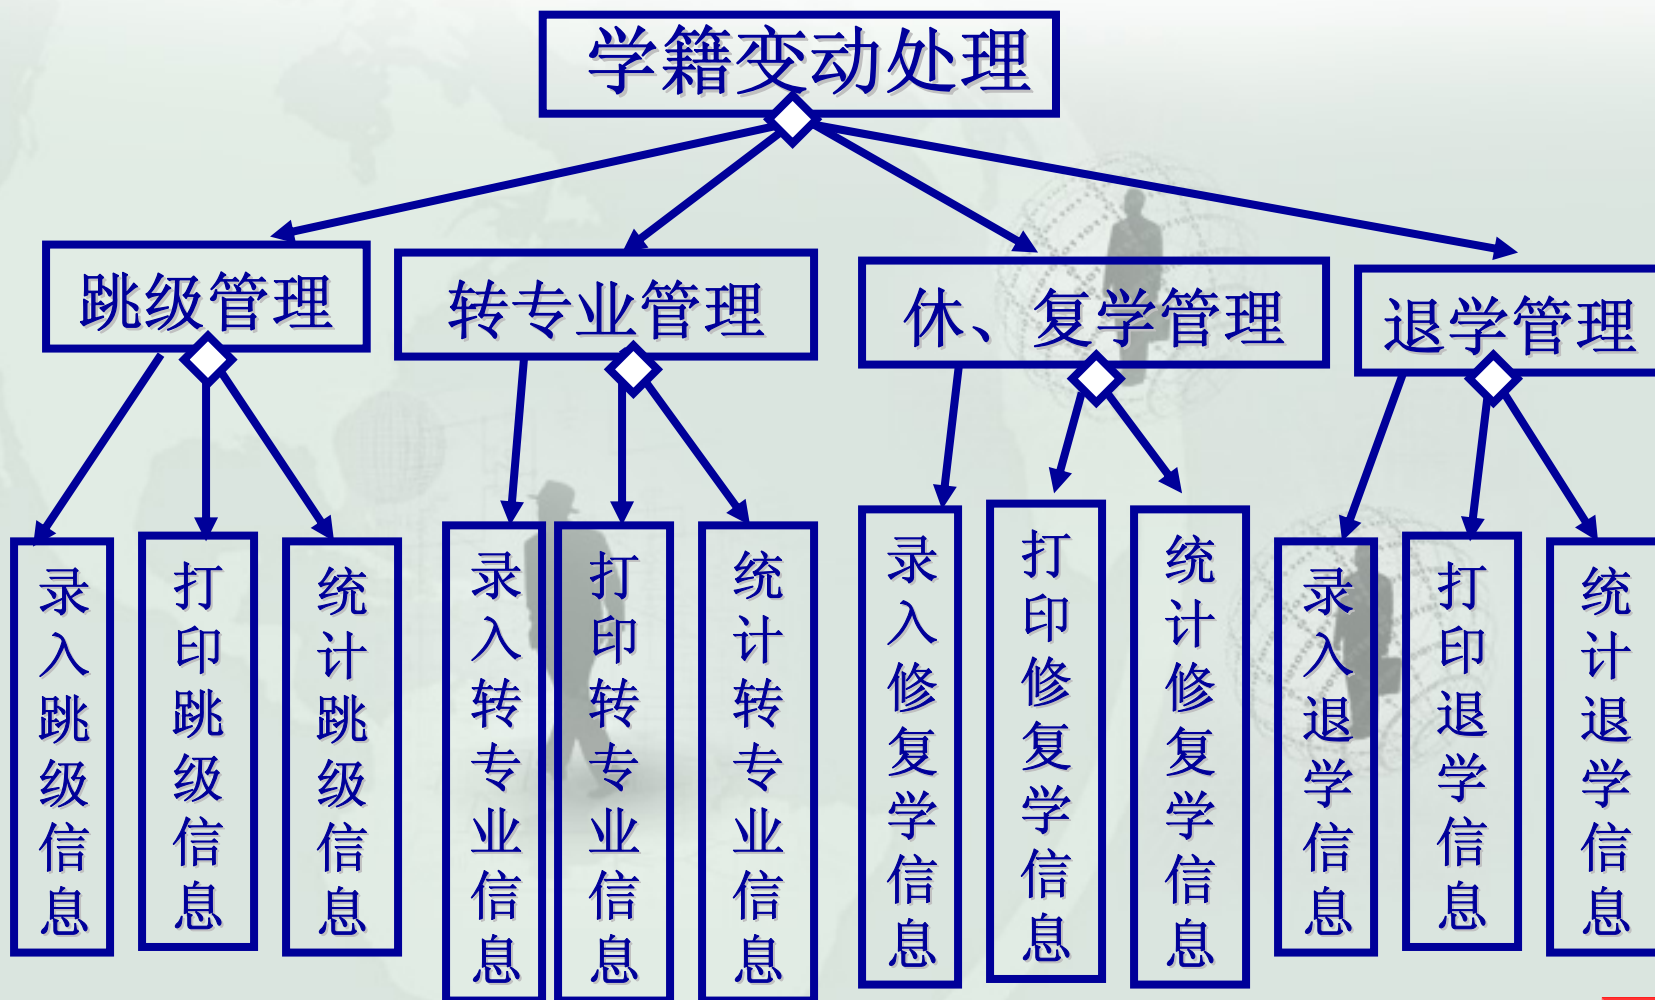 学籍变动处理
跳级管理
转专业管理
休、复学管理
退学管理
录入跳级信息
打印跳级信息
统计跳级信息
录入转专业信息
打印转专业信息
统计转专业信息
录入修复学信息
打印修复学信息
统计修复学信息
录入退学信息
打印退学信息
统计退学信息